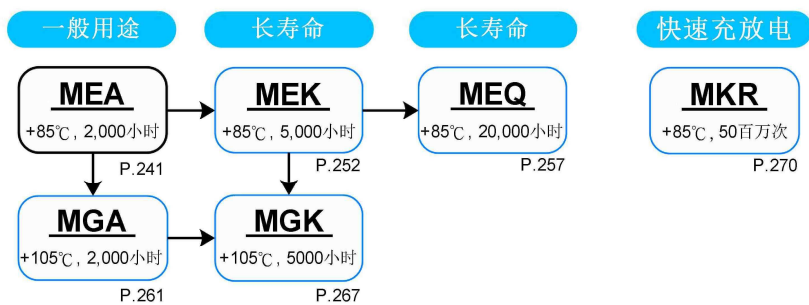 一般用途
长寿命
长寿命
快速充放电
MEA
+85℃, 2,000小时
P.241
MEK
+85℃, 5,000小时
P.252
MEQ
+85℃, 20,000小时
P.257
MKR
+85℃, 50百万次
P.270
MGA
+105℃, 2,000小时
P.261
MGK
+105℃, 5000小时
P.267